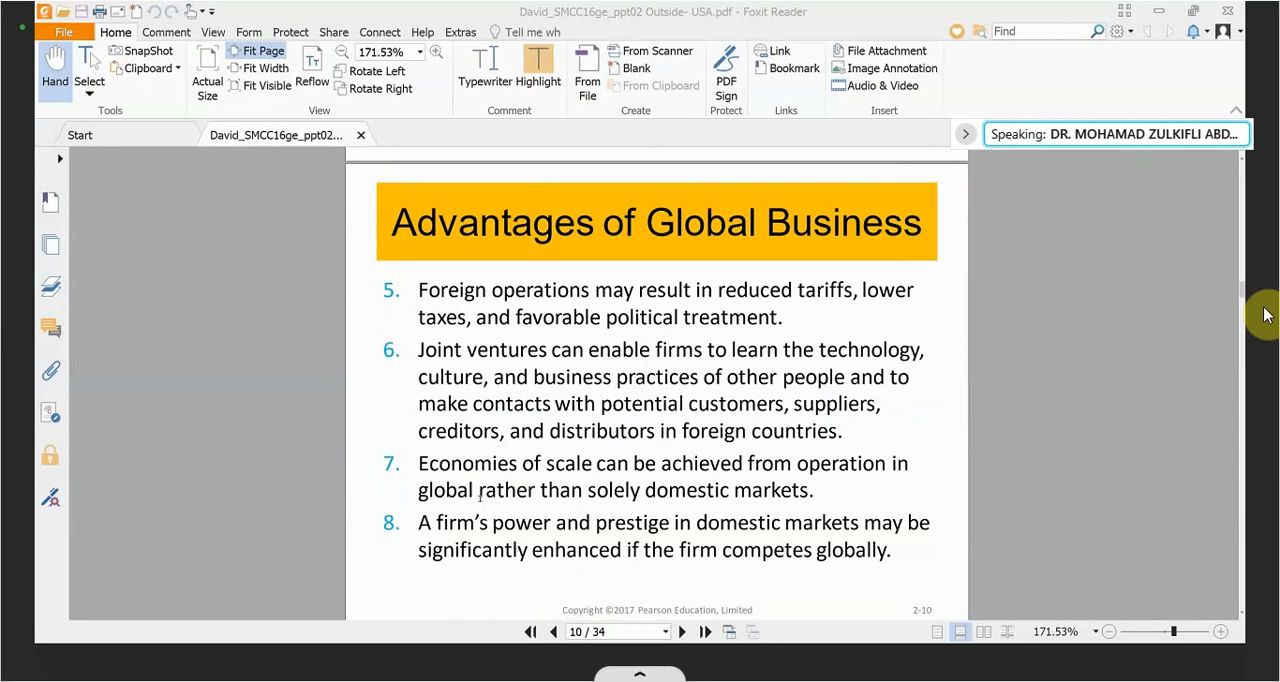 David_SMCC16ge_ppt02 Outside- USA.pdf - Foxit Reader
File Home Comment View Form Protect Share Connect Help Extras Tell me wh Find
Hand
Select
SnapShot
Clipboard
Tools
Actual Size
Fit Page
Fit Width
Fit Visible
Reflow
171.53%
Rotate Left
Rotate Right
View
Typewriter
Highlight
Comment
From File
From Scanner
Blank
From Clipboard
Create
PDF Sign
Protect
Link
Bookmark
Links
File Attachment
Image Annotation
Audio & Video
Insert
Start
David_SMCC16ge_ppt02...
Speaking: DR. MOHAMAD ZULKIFLI ABD...
Advantages of Global Business
5. Foreign operations may result in reduced tariffs, lower
taxes, and favorable political treatment.
6. Joint ventures can enable firms to learn the technology,
culture, and business practices of other people and to
make contacts with potential customers, suppliers,
creditors, and distributors in foreign countries.
7. Economies of scale can be achieved from operation in
global rather than solely domestic markets.
8. A firm's power and prestige in domestic markets may be
significantly enhanced if the firm competes globally.
Copyright ©2017 Pearson Education, Limited
2-10
10 / 34
171.53%